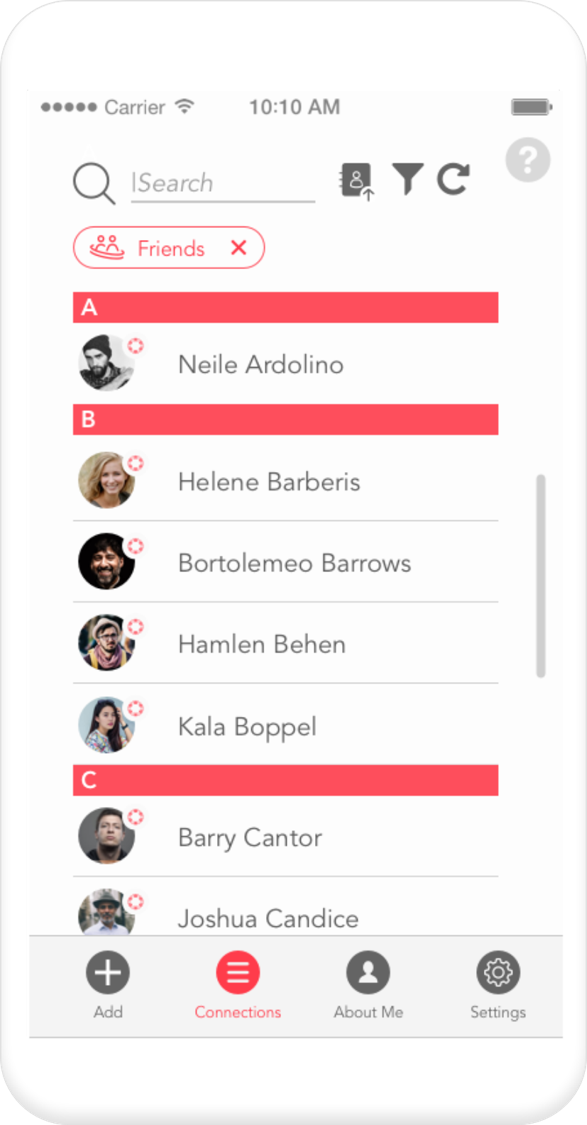 Carrier 10:10 AM
?
Search
Friends
A
Neile Ardolino
B
Helene Barberis
Bortolemeo Barrows
Hamlen Behen
Kala Boppel
C
Barry Cantor
Joshua Candice
Add Connections About Me Settings